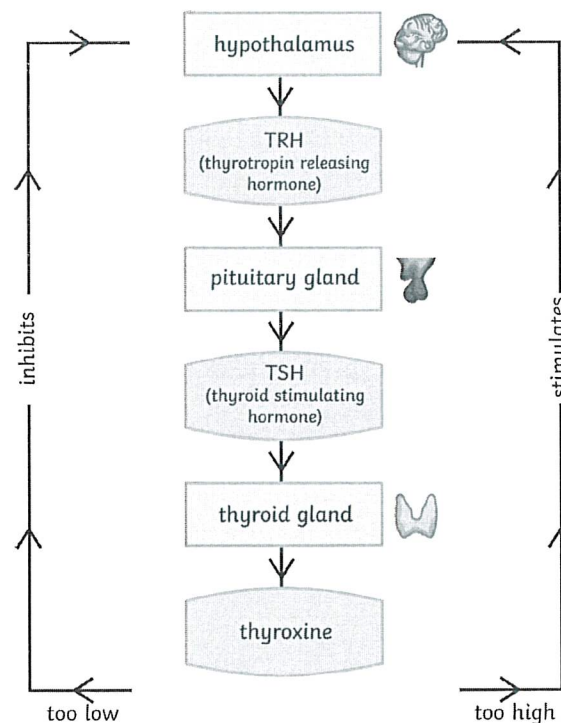 hypothalamus
TRH
(thyrotropin releasing
hormone)
pituitary gland
inhibits
stimulates
TSH
(thyroid stimulating
hormone)
thyroid gland
thyroxine
too low
too high